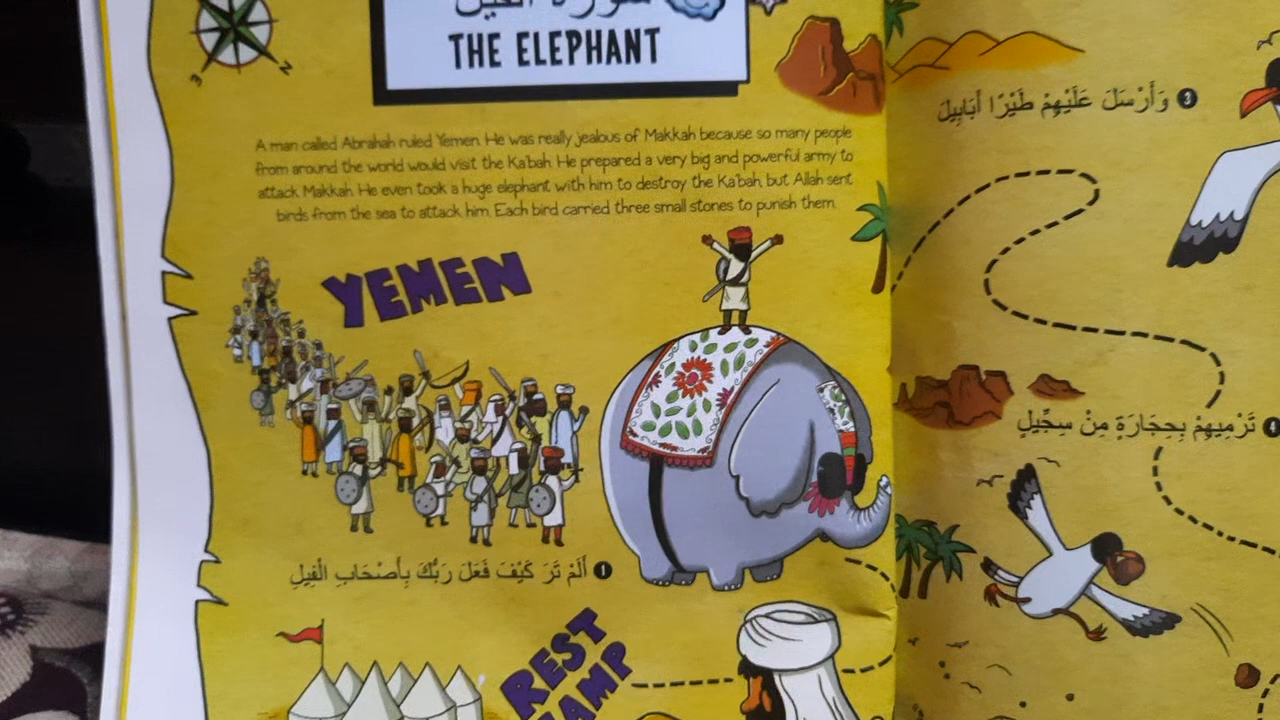 سورة الفيل
THE ELEPHANT
A man called Abrahah ruled Yemen. He was really jealous of Makkah because so many people
from around the world would visit the Ka'bah. He prepared a very big and powerful army to
attack Makkah. He even took a huge elephant with him to destroy the Ka'bah, but Allah sent
birds from the sea to attack him. Each bird carried three small stones to punish them.
YEMEN
1 أَلَمْ تَرَ كَيْفَ فَعَلَ رَبُّكَ بِأَصْحَابِ الْفِيلِ
REST
CAMP
3 وَأَرْسَلَ عَلَيْهِمْ طَيْرًا أَبَابِيلَ
4 تَرْمِيهِمْ بِحِجَارَةٍ مِنْ سِجِّيلٍ